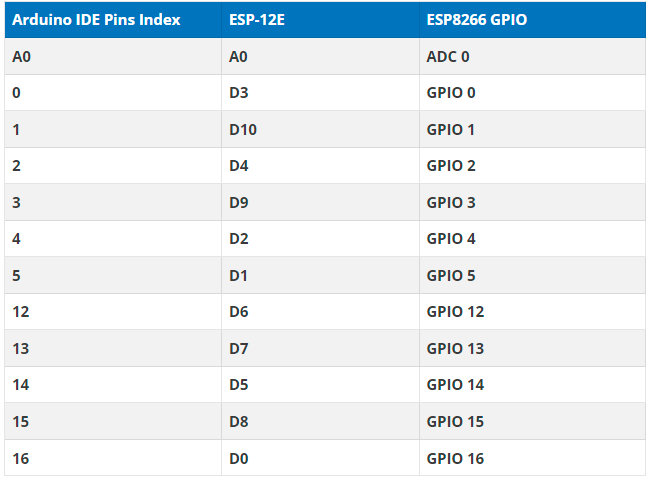 Arduino IDE Pins Index ESP-12E ESP8266 GPIO
A0 A0 ADC 0
0 D3 GPIO 0
1 D10 GPIO 1
2 D4 GPIO 2
3 D9 GPIO 3
4 D2 GPIO 4
5 D1 GPIO 5
12 D6 GPIO 12
13 D7 GPIO 13
14 D5 GPIO 14
15 D8 GPIO 15
16 D0 GPIO 16